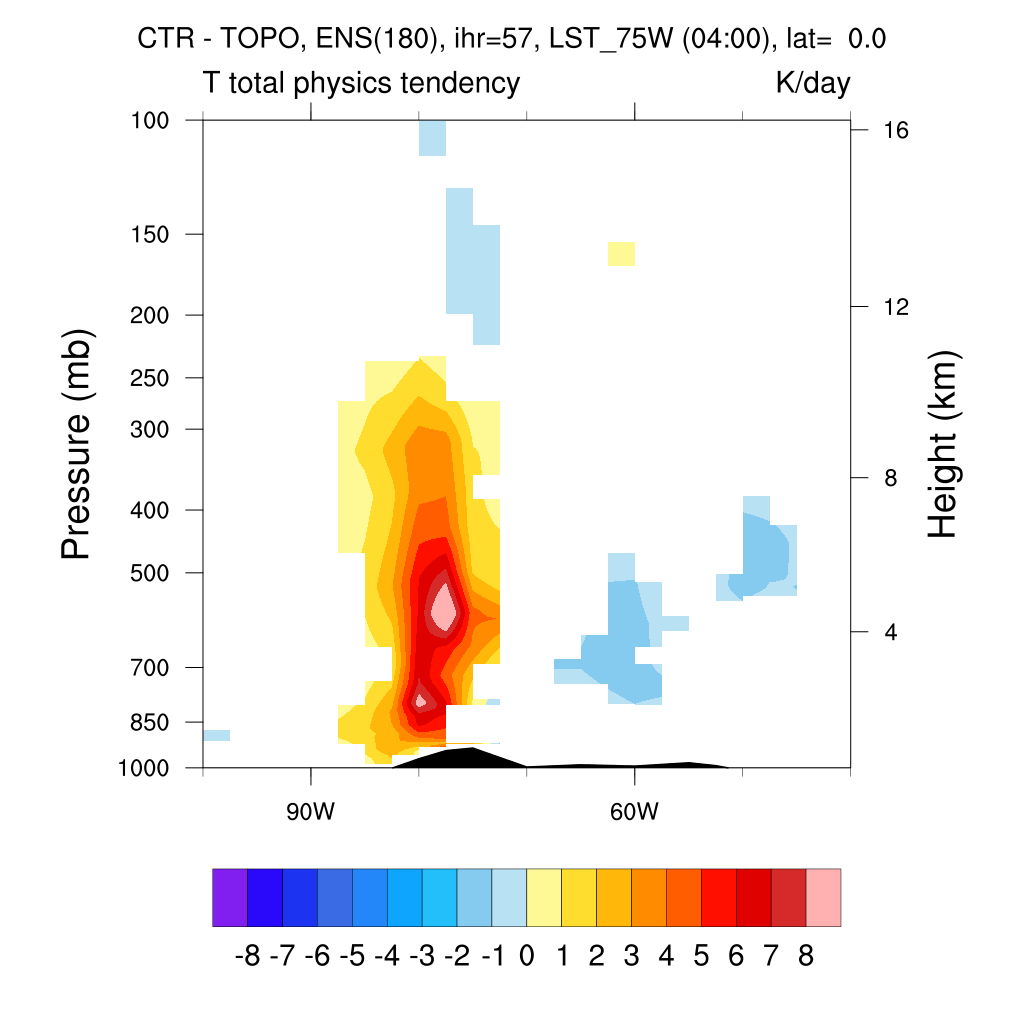 CTR - TOPO, ENS(180), ihr=57, LST_75W (04:00), lat=  0.0
T total physics tendency
K/day
100
150
200
250
300
400
500
700
850
1000
Pressure (mb)
16
12
8
4
Height (km)
90W
60W
-8 -7 -6 -5 -4 -3 -2 -1 0 1 2 3 4 5 6 7 8